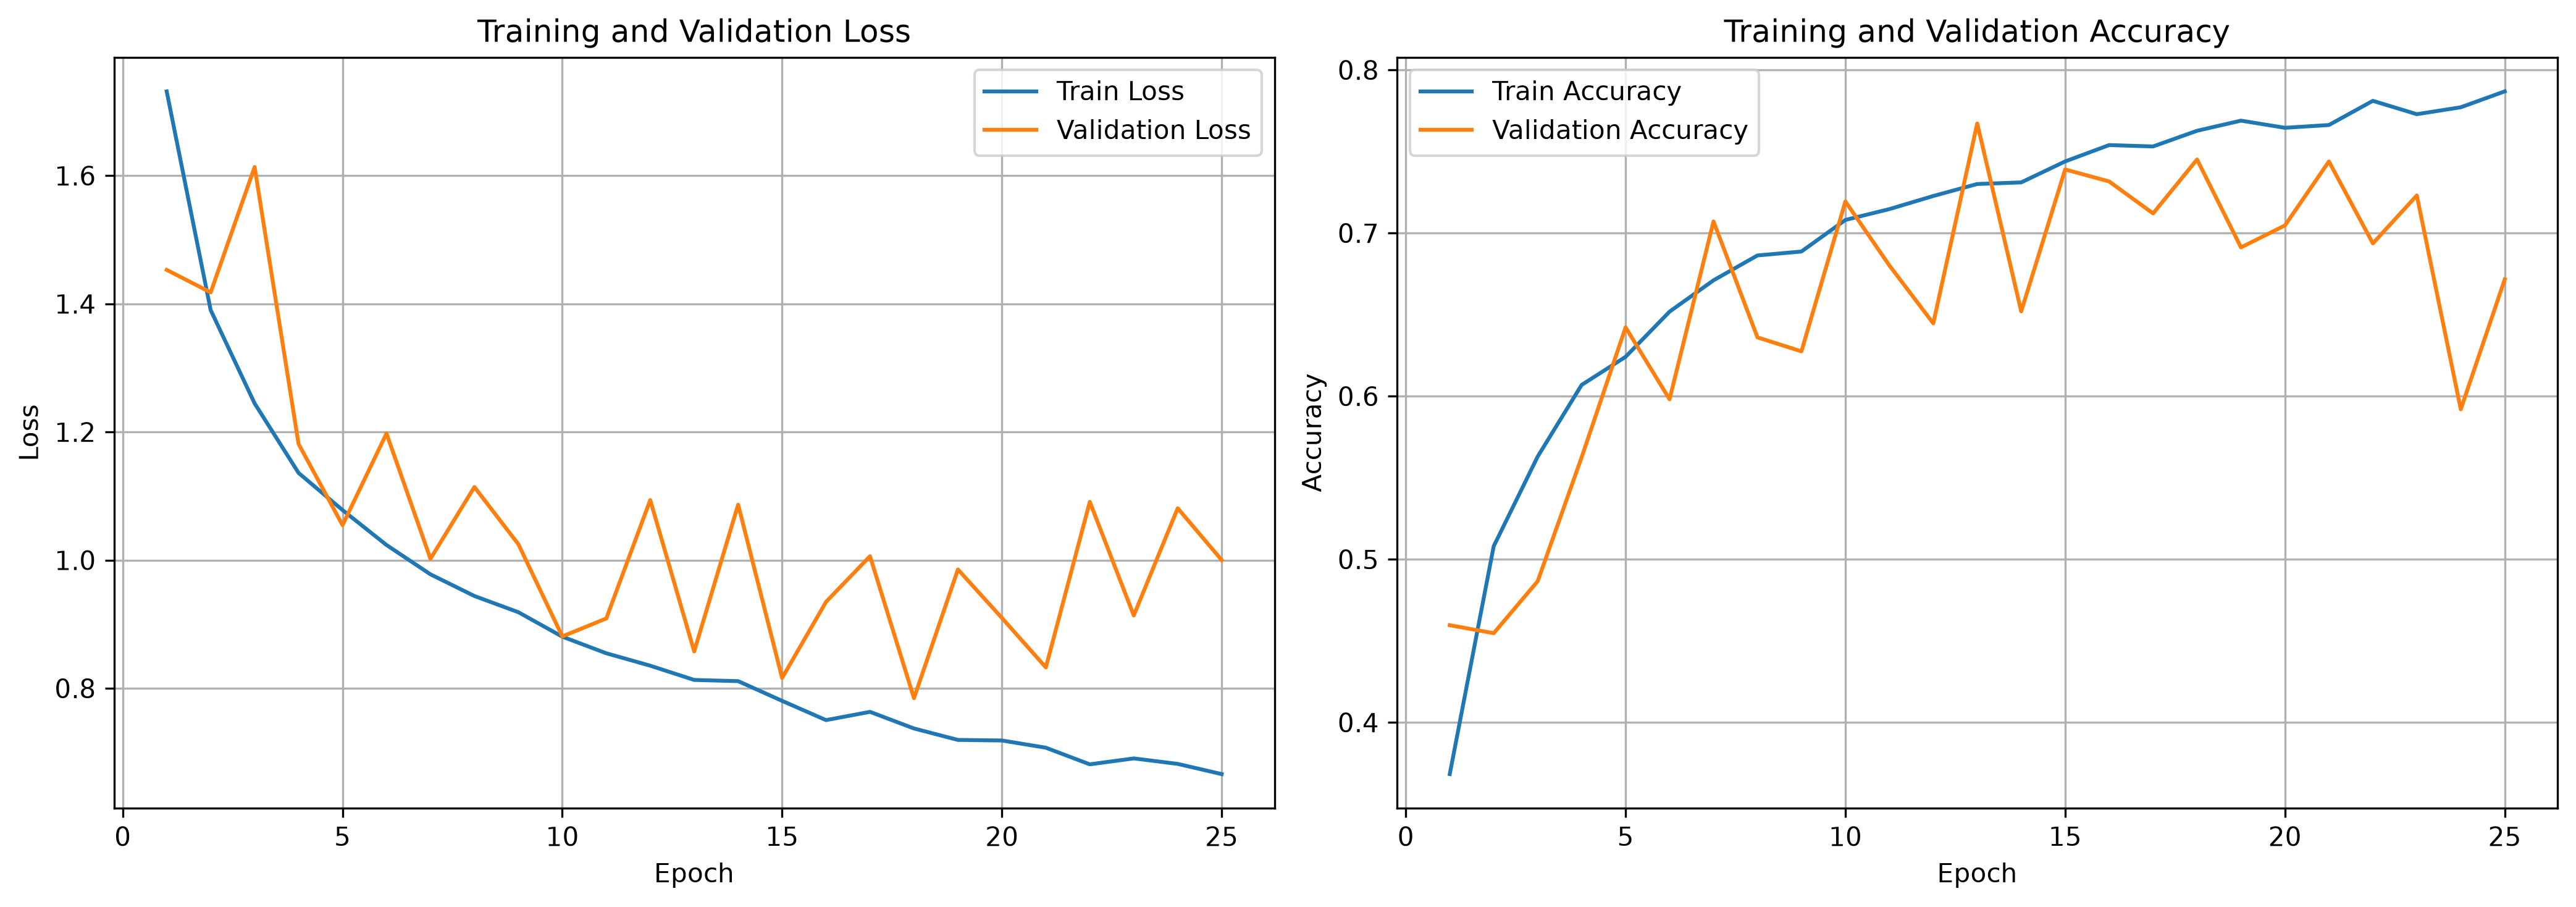 Training and Validation Loss
Train Loss
Validation Loss
1.6
1.4
1.2
1.0
0.8
Loss
0 5 10 15 20 25
Epoch
Training and Validation Accuracy
Train Accuracy
Validation Accuracy
0.8
0.7
0.6
0.5
0.4
Accuracy
0 5 10 15 20 25
Epoch